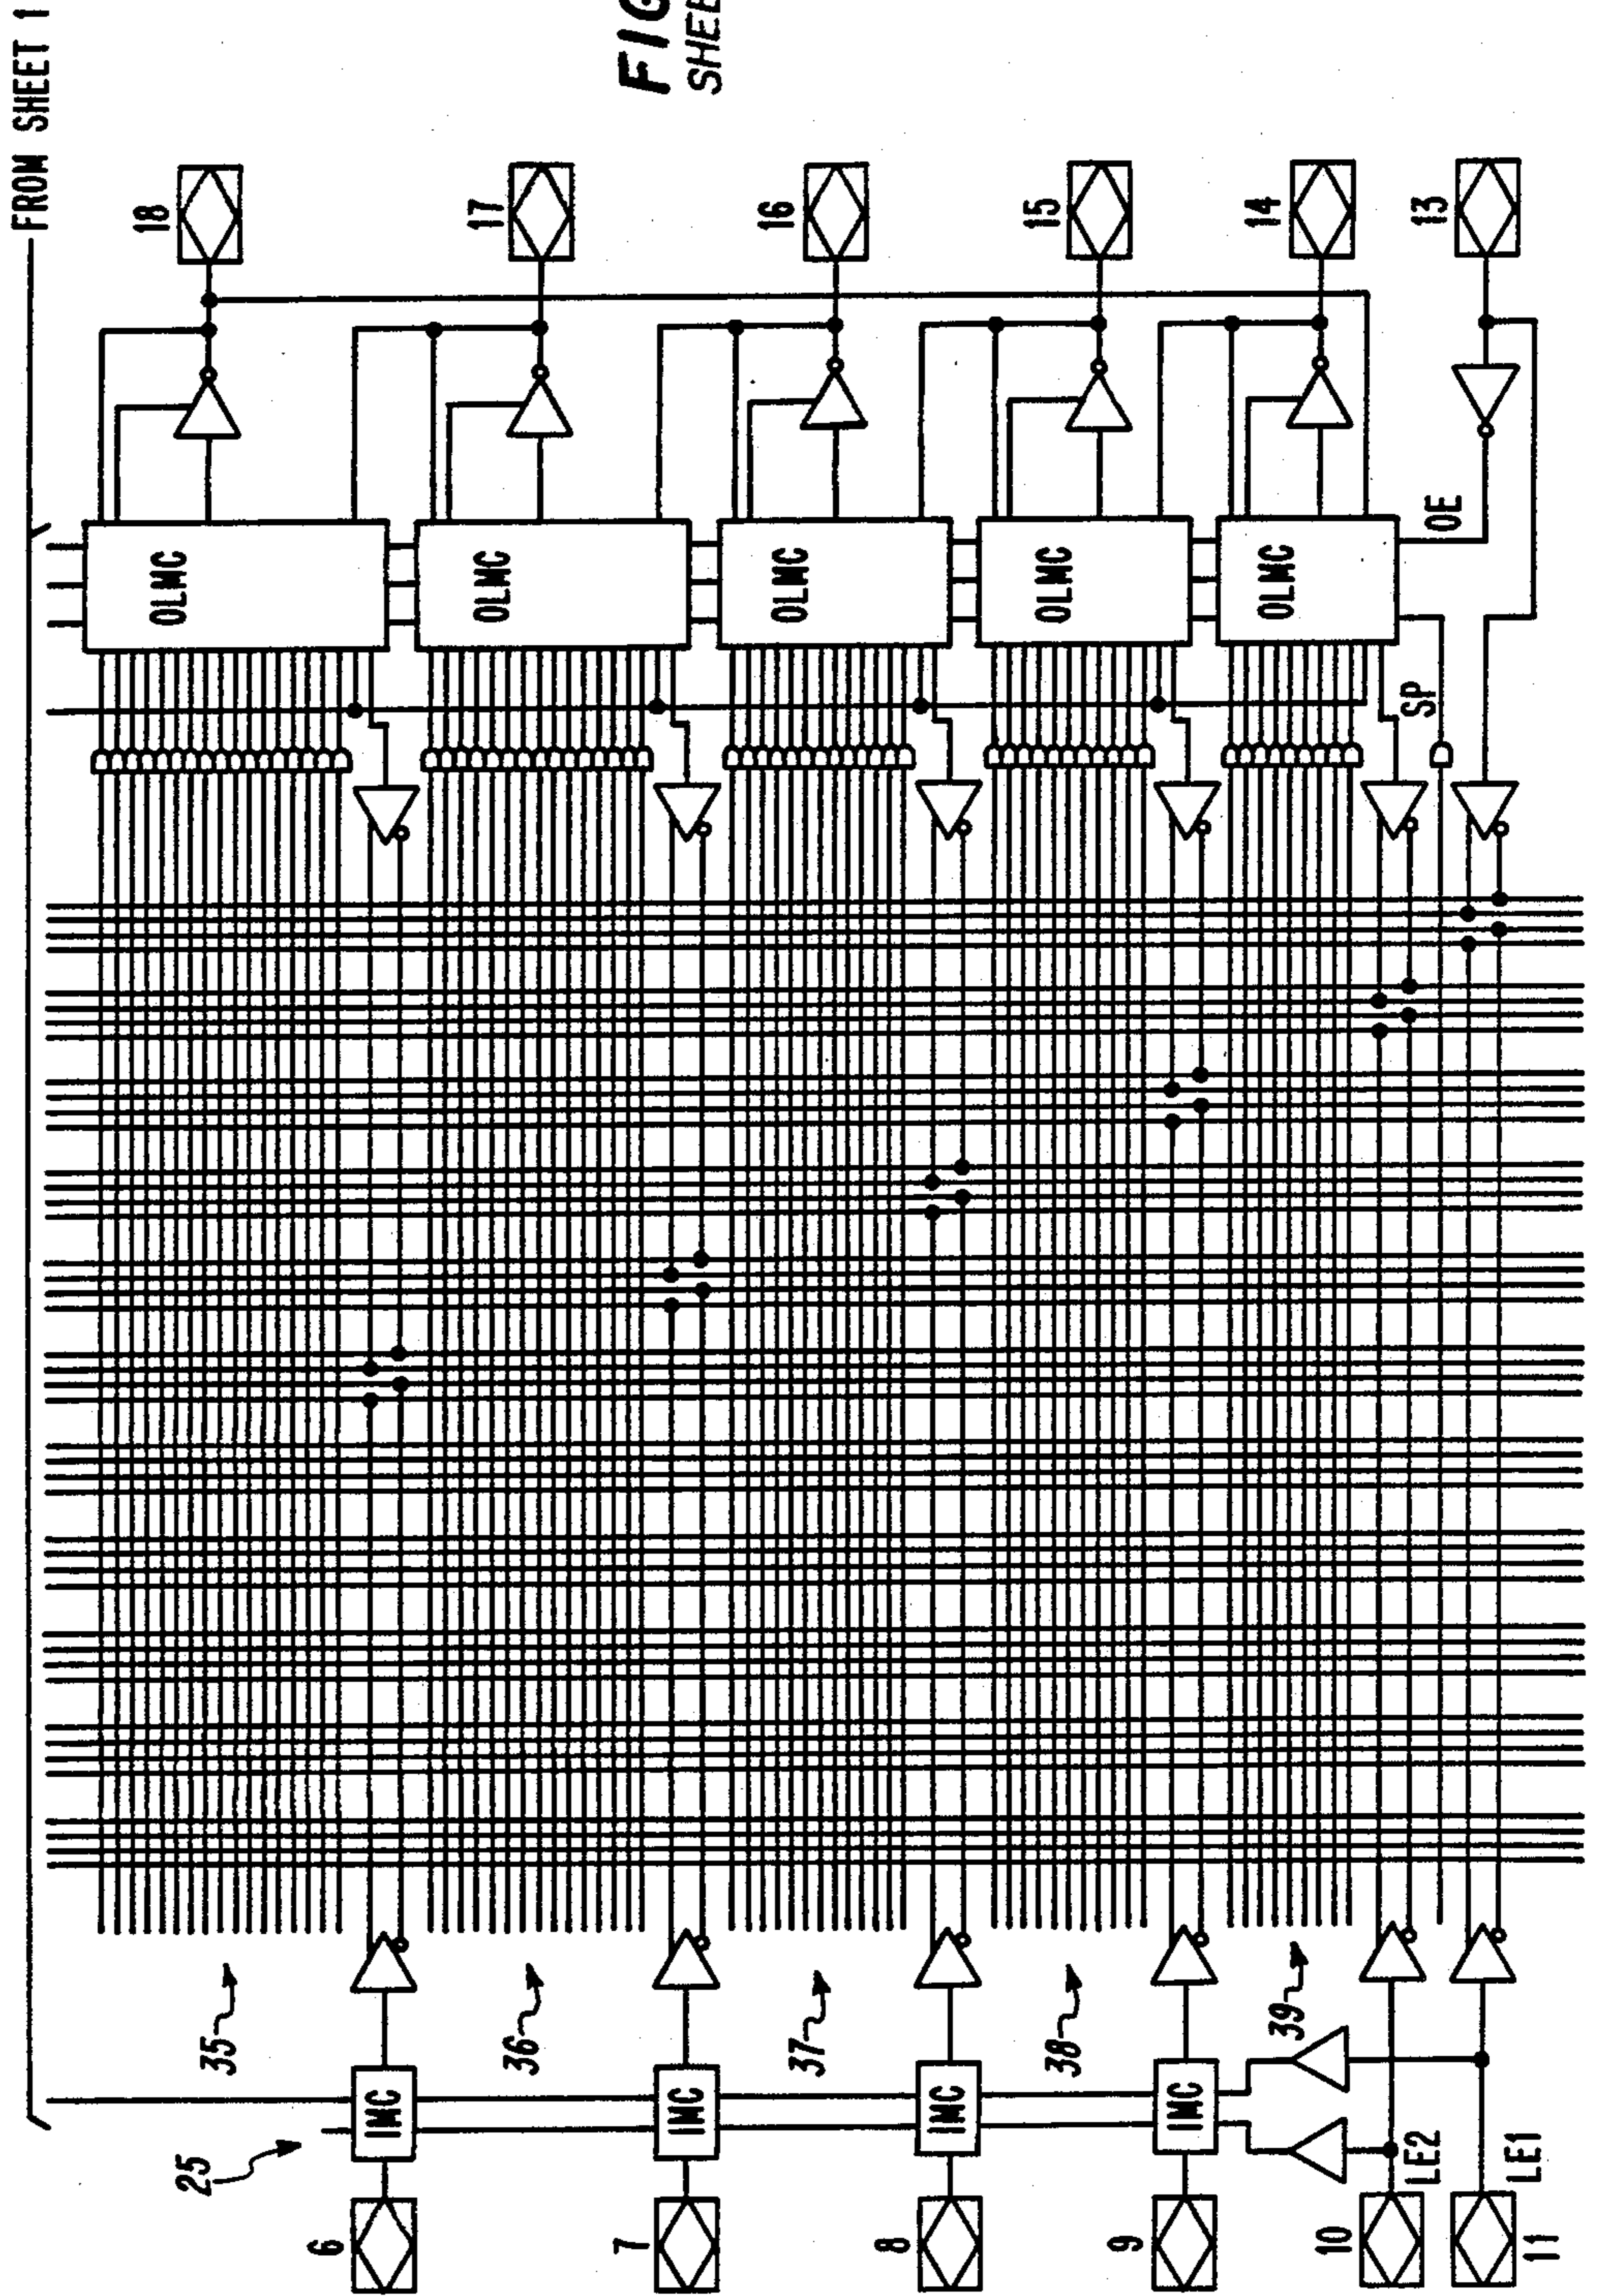 FROM SHEET 1
18
OLMC
25
35
6
IMC
17
OLMC
36
7
FIG
IMC
16
OLMC
37
8
IMC
15
OLMC
38
9
IMC
14
OLMC
39
10
LE2
SP
13
OE
LE1
11